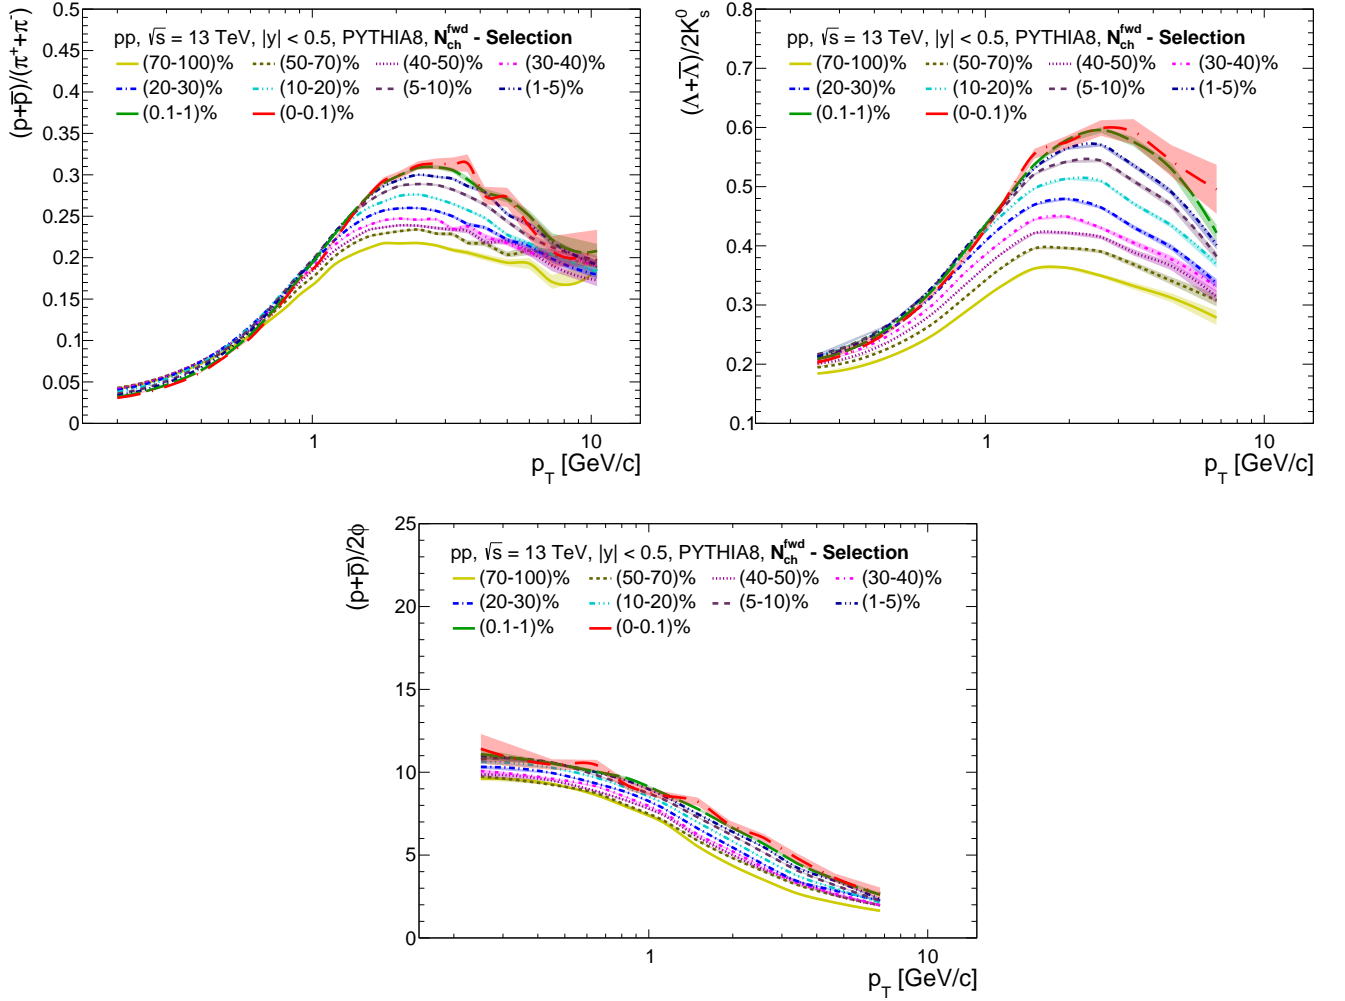 (p+p̅)/(π⁺+π⁻)
pp, √s = 13 TeV, |y| < 0.5, PYTHIA8, N_ch^fwd - Selection
(70-100)% (50-70)% (40-50)% (30-40)%
(20-30)% (10-20)% (5-10)% (1-5)%
(0.1-1)% (0-0.1)%
0.5
0.45
0.4
0.35
0.3
0.25
0.2
0.15
0.1
0.05
0
1 10
p_T [GeV/c]
(Λ+Λ̅)/2K_s^0
pp, √s = 13 TeV, |y| < 0.5, PYTHIA8, N_ch^fwd - Selection
(70-100)% (50-70)% (40-50)% (30-40)%
(20-30)% (10-20)% (5-10)% (1-5)%
(0.1-1)% (0-0.1)%
0.8
0.7
0.6
0.5
0.4
0.3
0.2
0.1
1 10
p_T [GeV/c]
(p+p̅)/2ϕ
pp, √s = 13 TeV, |y| < 0.5, PYTHIA8, N_ch^fwd - Selection
(70-100)% (50-70)% (40-50)% (30-40)%
(20-30)% (10-20)% (5-10)% (1-5)%
(0.1-1)% (0-0.1)%
25
20
15
10
5
0
1 10
p_T [GeV/c]